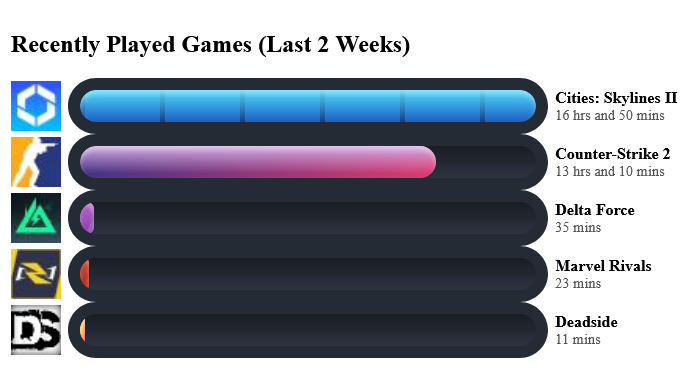 Recently Played Games (Last 2 Weeks)
Cities: Skylines II
16 hrs and 50 mins
Counter-Strike 2
13 hrs and 10 mins
Delta Force
35 mins
Marvel Rivals
23 mins
DS
Deadside
11 mins